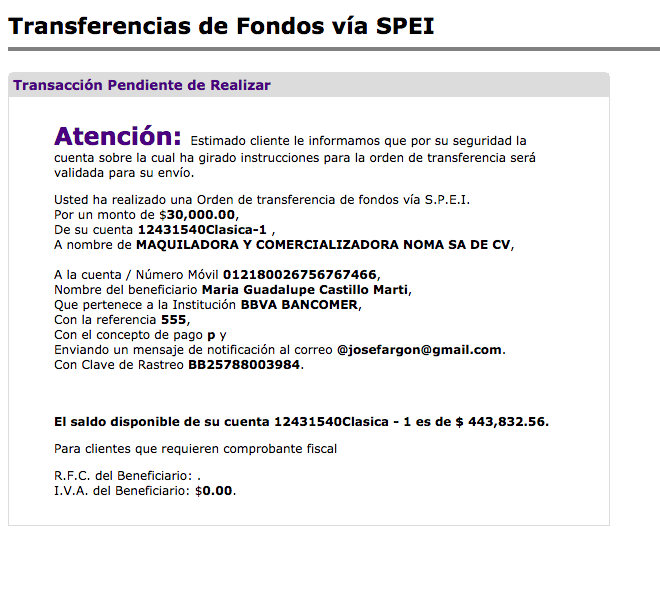 Transferencias de Fondos vía SPEI
Transacción Pendiente de Realizar
Atención: Estimado cliente le informamos que por su seguridad la
cuenta sobre la cual ha girado instrucciones para la orden de transferencia será
validada para su envío.
Usted ha realizado una Orden de transferencia de fondos vía S.P.E.I.
Por un monto de $30,000.00,
De su cuenta 12431540Clasica-1 ,
A nombre de MAQUILADORA Y COMERCIALIZADORA NOMA SA DE CV,
A la cuenta / Número Móvil 012180026756767466,
Nombre del beneficiario Maria Guadalupe Castillo Marti,
Que pertenece a la Institución BBVA BANCOMER,
Con la referencia 555,
Con el concepto de pago p y
Enviando un mensaje de notificación al correo @josefargon@gmail.com.
Con Clave de Rastreo BB25788003984.
El saldo disponible de su cuenta 12431540Clasica - 1 es de $ 443,832.56.
Para clientes que requieren comprobante fiscal
R.F.C. del Beneficiario: .
I.V.A. del Beneficiario: $0.00.